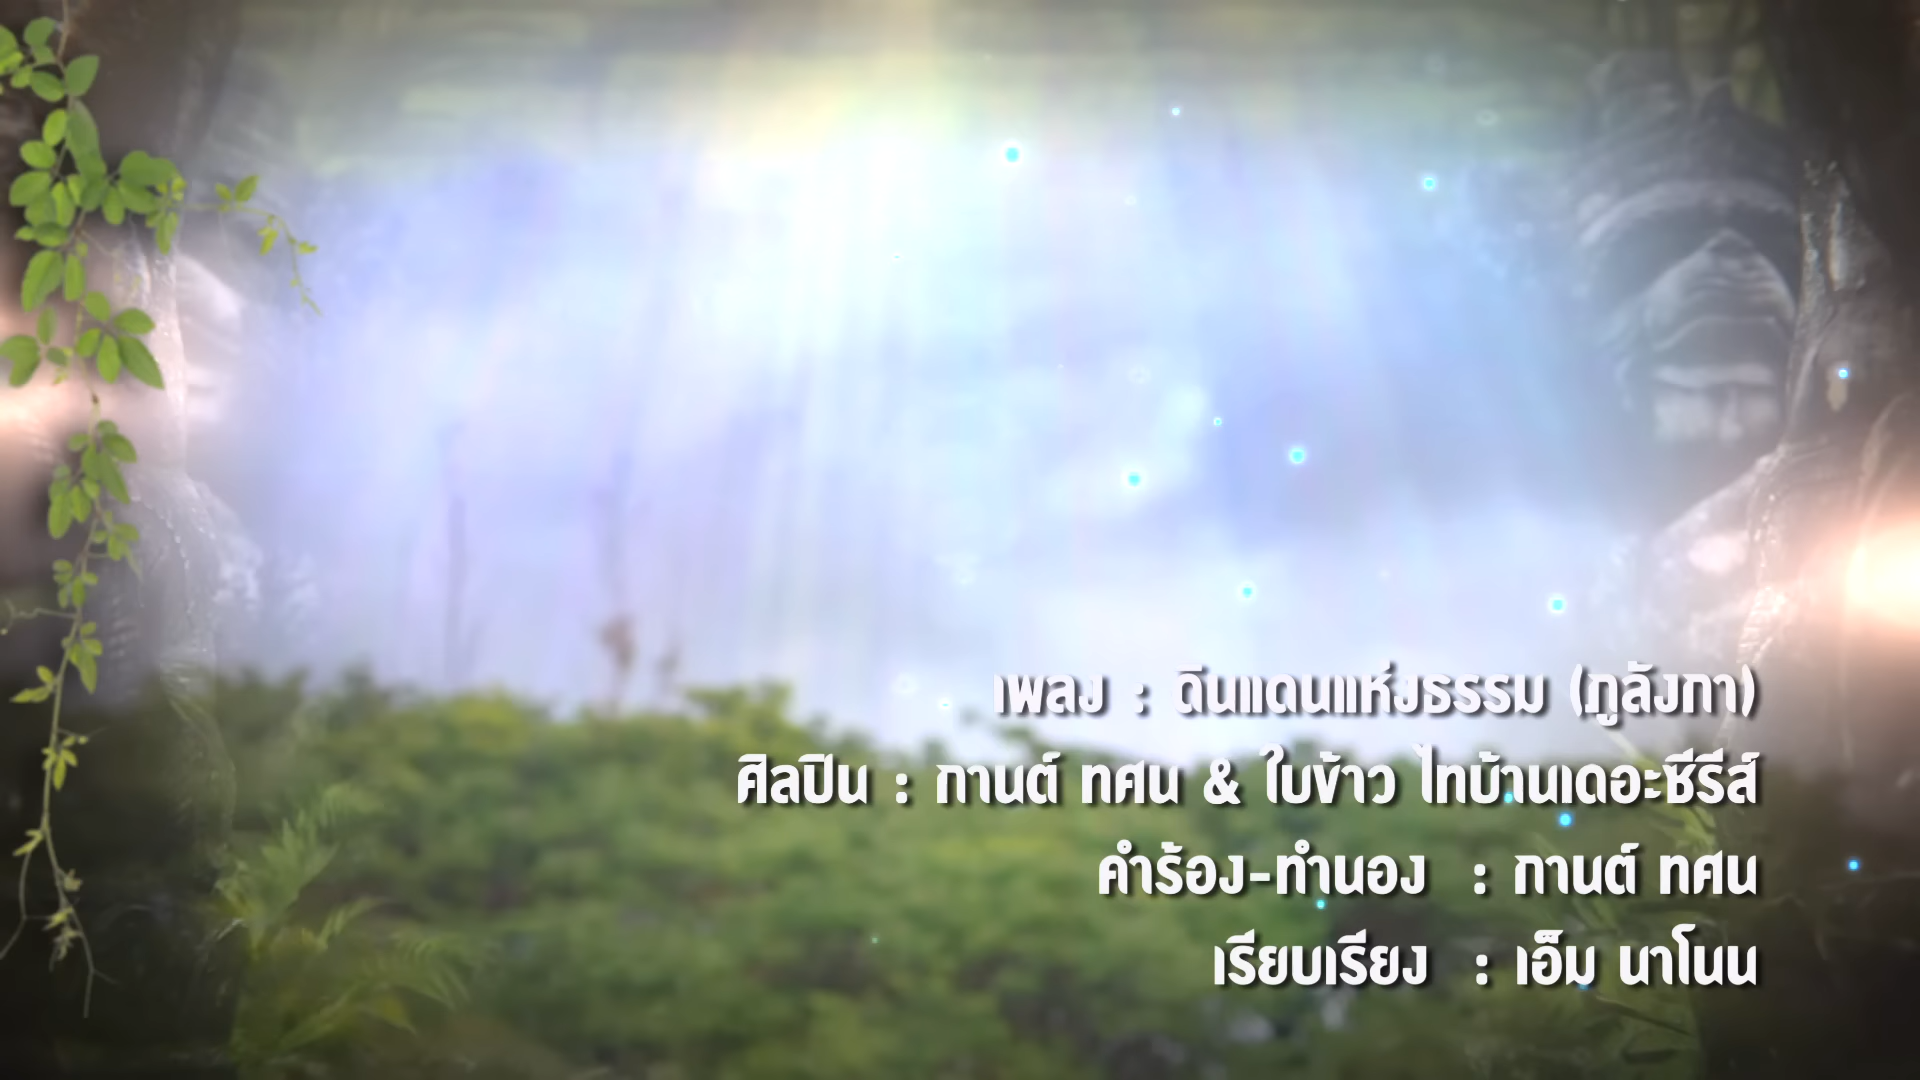 เพลง : ดินแดนแห่งธรรม (ภูลังกา)
ศิลปิน : กานต์ ทศน & ใบข้าว ไทบ้านเดอะซีรีส์
คำร้อง-ทำนอง : กานต์ ทศน
เรียบเรียง : เอ็ม นาโนน